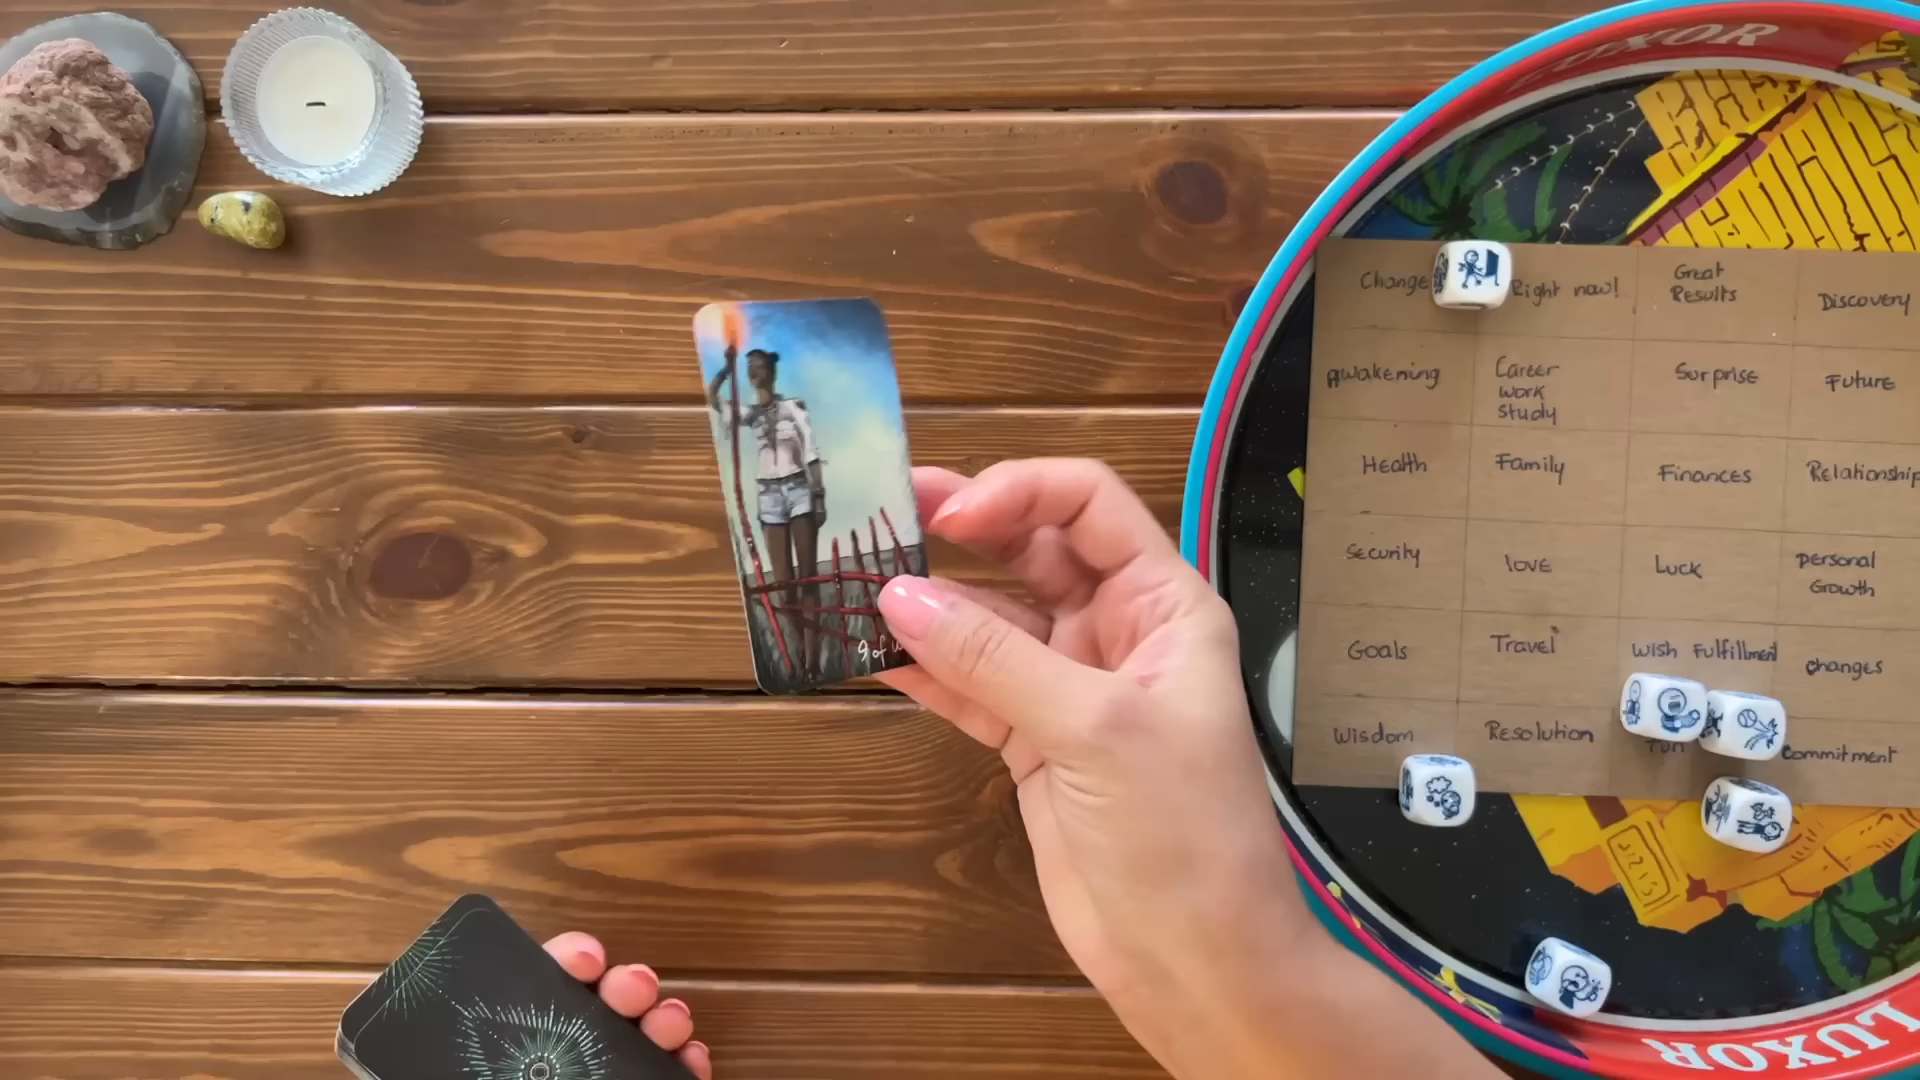 LUXOR
Change
Right now!
Great
Results
Discovery
Awakening
Career
work
study
Surprise
Future
Health
Family
Finances
Relationship
Security
love
Luck
personal
Growth
Goals
Travel
Wish Fulfillment
changes
Wisdom
Resolution
fun
Commitment
9 of
LUXOR